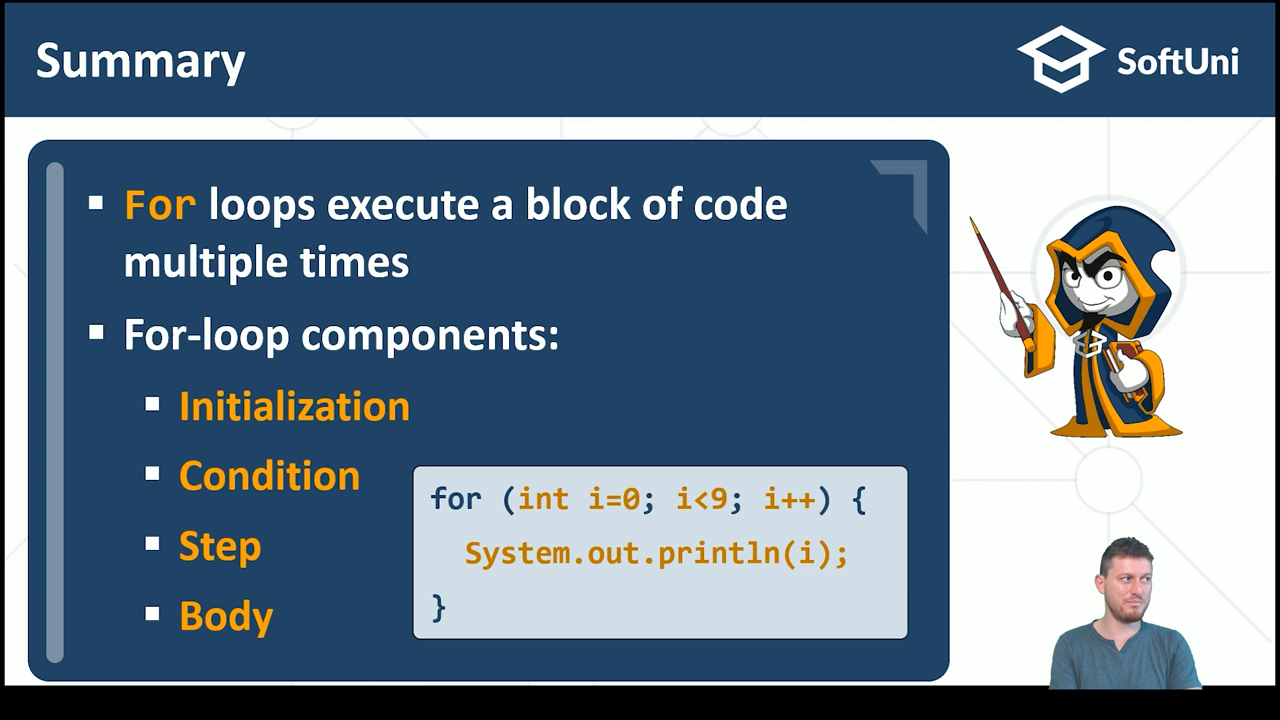 Summary
SoftUni
For loops execute a block of code
multiple times
For-loop components:
Initialization
Condition
Step
Body
for (int i=0; i<9; i++) {
System.out.println(i);
}